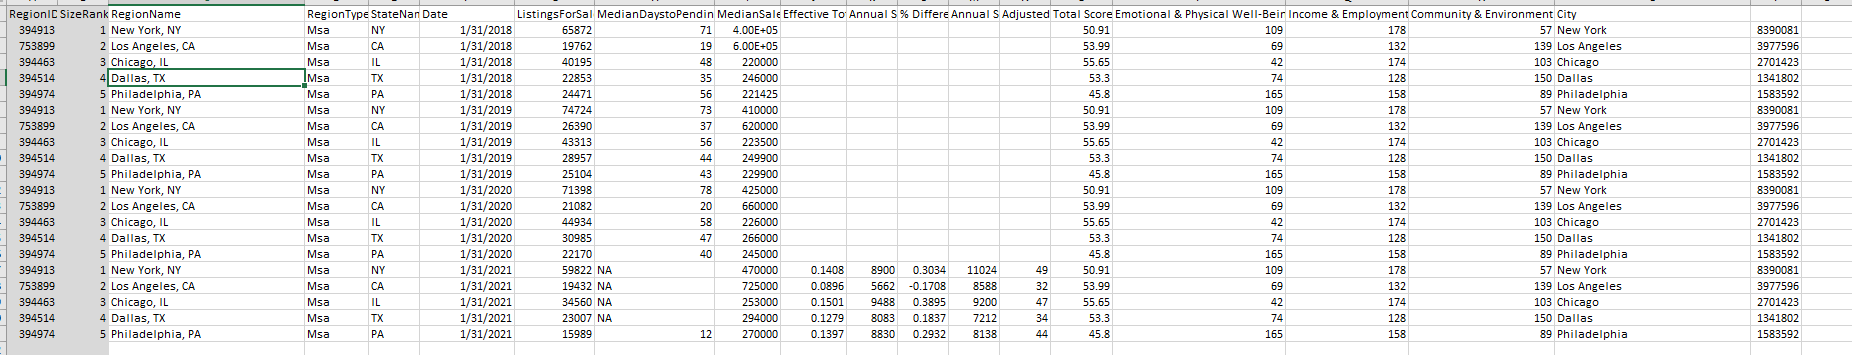 RegionID SizeRank RegionName RegionType StateNam Date ListingsForSal MedianDaystoPendin MedianSale Effective To Annual S % Differe Annual S Adjusted Total Score Emotional & Physical Well-Bein Income & Employment Community & Environment City
394913 1 New York, NY Msa NY 1/31/2018 65872 71 4.00E+05 50.91 109 178 57 New York 8390081
753899 2 Los Angeles, CA Msa CA 1/31/2018 19762 19 6.00E+05 53.99 69 132 139 Los Angeles 3977596
394463 3 Chicago, IL Msa IL 1/31/2018 40195 48 220000 55.65 42 174 103 Chicago 2701423
394514 4 Dallas, TX Msa TX 1/31/2018 22853 35 246000 53.3 74 128 150 Dallas 1341802
394974 5 Philadelphia, PA Msa PA 1/31/2018 24471 56 221425 45.8 165 158 89 Philadelphia 1583592
394913 1 New York, NY Msa NY 1/31/2019 74724 73 410000 50.91 109 178 57 New York 8390081
753899 2 Los Angeles, CA Msa CA 1/31/2019 26390 37 620000 53.99 69 132 139 Los Angeles 3977596
394463 3 Chicago, IL Msa IL 1/31/2019 43313 56 223500 55.65 42 174 103 Chicago 2701423
394514 4 Dallas, TX Msa TX 1/31/2019 28957 44 249900 53.3 74 128 150 Dallas 1341802
394974 5 Philadelphia, PA Msa PA 1/31/2019 25104 43 229900 45.8 165 158 89 Philadelphia 1583592
394913 1 New York, NY Msa NY 1/31/2020 71398 78 425000 50.91 109 178 57 New York 8390081
753899 2 Los Angeles, CA Msa CA 1/31/2020 21082 20 660000 53.99 69 132 139 Los Angeles 3977596
394463 3 Chicago, IL Msa IL 1/31/2020 44934 58 226000 55.65 42 174 103 Chicago 2701423
394514 4 Dallas, TX Msa TX 1/31/2020 30985 47 266000 53.3 74 128 150 Dallas 1341802
394974 5 Philadelphia, PA Msa PA 1/31/2020 22170 40 245000 45.8 165 158 89 Philadelphia 1583592
394913 1 New York, NY Msa NY 1/31/2021 59822 NA 470000 0.1408 8900 0.3034 11024 49 50.91 109 178 57 New York 8390081
753899 2 Los Angeles, CA Msa CA 1/31/2021 19432 NA 725000 0.0896 5662 -0.1708 8588 32 53.99 69 132 139 Los Angeles 3977596
394463 3 Chicago, IL Msa IL 1/31/2021 34560 NA 253000 0.1501 9488 0.3895 9200 47 55.65 42 174 103 Chicago 2701423
394514 4 Dallas, TX Msa TX 1/31/2021 23007 NA 294000 0.1279 8083 0.1837 7212 34 53.3 74 128 150 Dallas 1341802
394974 5 Philadelphia, PA Msa PA 1/31/2021 15989 12 270000 0.1397 8830 0.2932 8138 44 45.8 165 158 89 Philadelphia 1583592